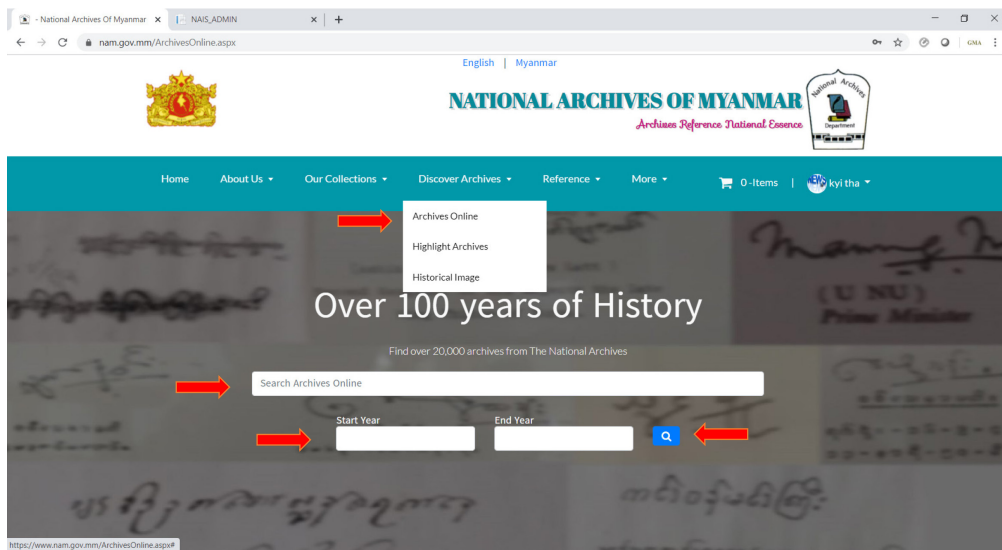 - National Archives Of Myanmar
NAIS_ADMIN
nam.gov.mm/ArchivesOnline.aspx
GMA
English | Myanmar
NATIONAL ARCHIVES OF MYANMAR
Archives Reference National Essence
National Archives
Department
Home About Us Our Collections Discover Archives Reference More 0 -Items | kyi tha
Archives Online
Highlight Archives
Historical Image
(U NU)
Prime Minister
Over 100 years of History
Find over 20,000 archives from The National Archives
Search Archives Online
Start Year End Year
https://www.nam.gov.mm/ArchivesOnline.aspx#